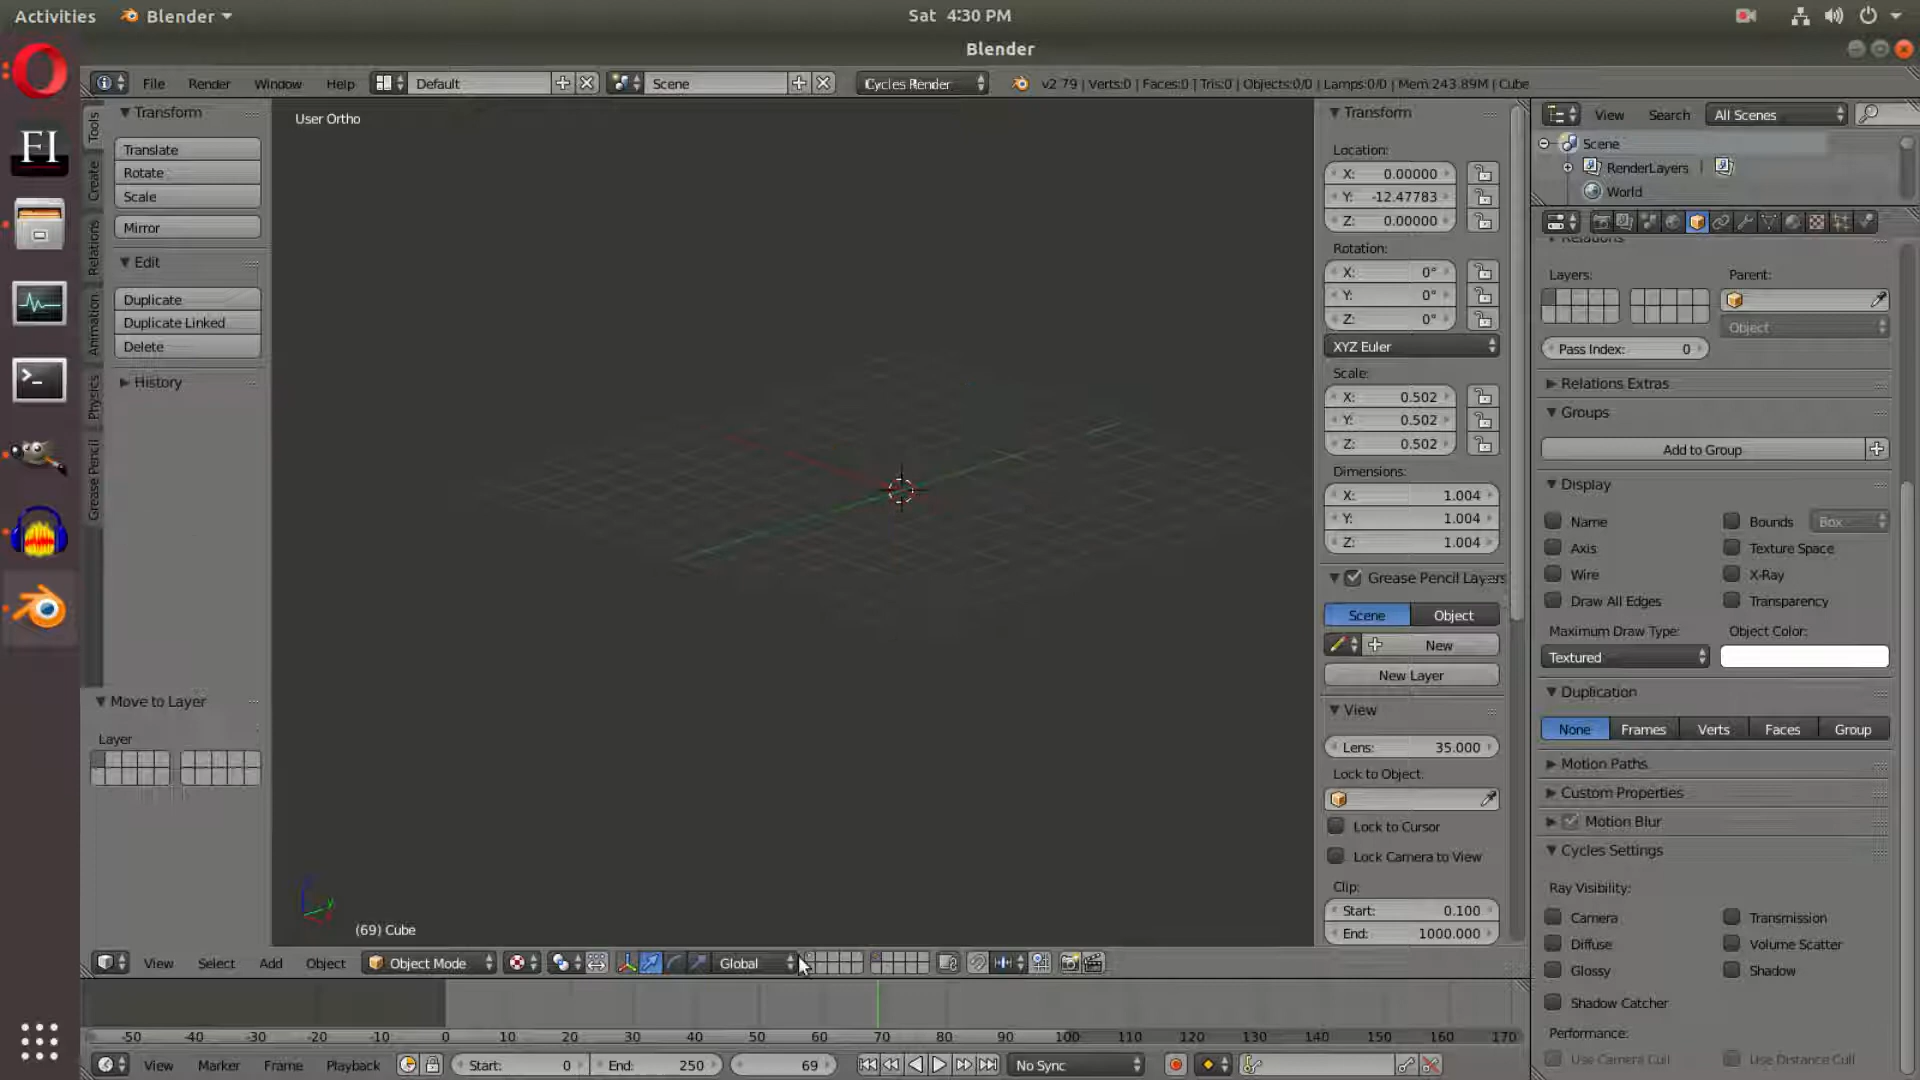 Activities Blender Sat 4:30 PM
Blender
File Render Window Help Default Scene Cycles Render v2.79 | Verts:0 | Faces:0 | Tris:0 | Objects:0/0 | Lamps:0/0 | Mem:243.89M | Cube
FI
Tools
Create
Relations
Animation
Physics
Grease Pencil
Transform
Translate
Rotate
Scale
Mirror
Edit
Duplicate
Duplicate Linked
Delete
History
Move to Layer
Layer
User Ortho
(69) Cube
Transform
Location:
X: 0.00000
Y: -12.47783
Z: 0.00000
Rotation:
X: 0°
Y: 0°
Z: 0°
XYZ Euler
Scale:
X: 0.502
Y: 0.502
Z: 0.502
Dimensions:
X: 1.004
Y: 1.004
Z: 1.004
Grease Pencil Layers
Scene Object
New
New Layer
View
Lens: 35.000
Lock to Object:
Lock to Cursor
Lock Camera to View
Clip:
Start: 0.100
End: 1000.000
View Search All Scenes
Scene
RenderLayers |
World
Relations
Layers: Parent:
Object
Pass Index: 0
Relations Extras
Groups
Add to Group
Display
Name Bounds Box
Axis Texture Space
Wire X-Ray
Draw All Edges Transparency
Maximum Draw Type: Object Color:
Textured
Duplication
None Frames Verts Faces Group
Motion Paths
Custom Properties
Motion Blur
Cycles Settings
Ray Visibility:
Camera Transmission
Diffuse Volume Scatter
Glossy Shadow
Shadow Catcher
Performance:
Use Camera Cull Use Distance Cull
View Select Add Object Object Mode Global
-50 -40 -30 -20 -10 0 10 20 30 40 50 60 70 80 90 100 110 120 130 140 150 160 170
View Marker Frame Playback Start: 0 End: 250 69 No Sync